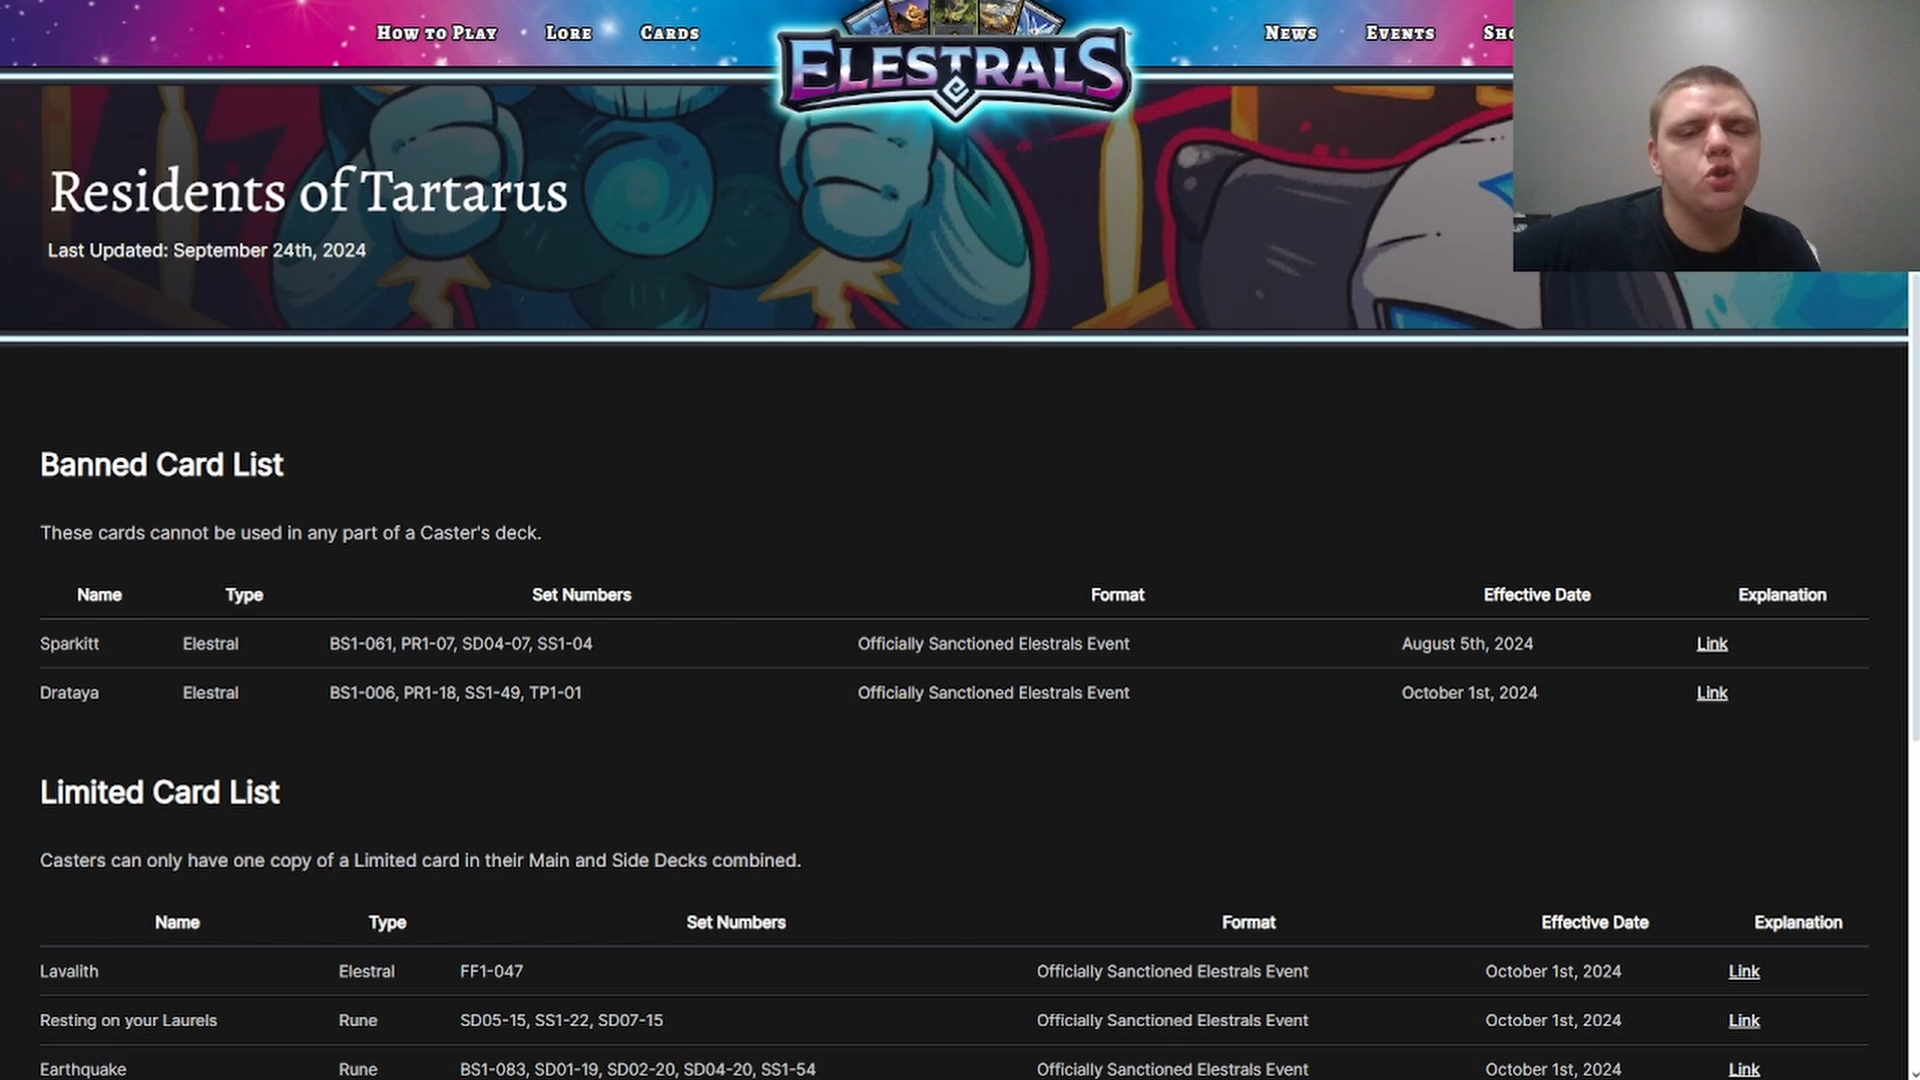 How to Play Lore Cards ELESTRALS News Events
Residents of Tartarus
Last Updated: September 24th, 2024
Banned Card List
These cards cannot be used in any part of a Caster's deck.
Name Type Set Numbers Format Effective Date Explanation
Sparkitt Elestral BS1-061, PR1-07, SD04-07, SS1-04 Officially Sanctioned Elestrals Event August 5th, 2024 Link
Drataya Elestral BS1-006, PR1-18, SS1-49, TP1-01 Officially Sanctioned Elestrals Event October 1st, 2024 Link
Limited Card List
Casters can only have one copy of a Limited card in their Main and Side Decks combined.
Name Type Set Numbers Format Effective Date Explanation
Lavalith Elestral FF1-047 Officially Sanctioned Elestrals Event October 1st, 2024 Link
Resting on your Laurels Rune SD05-15, SS1-22, SD07-15 Officially Sanctioned Elestrals Event October 1st, 2024 Link
Earthquake Rune BS1-083, SD01-19, SD02-20, SD04-20, SS1-54 Officially Sanctioned Elestrals Event October 1st, 2024 Link